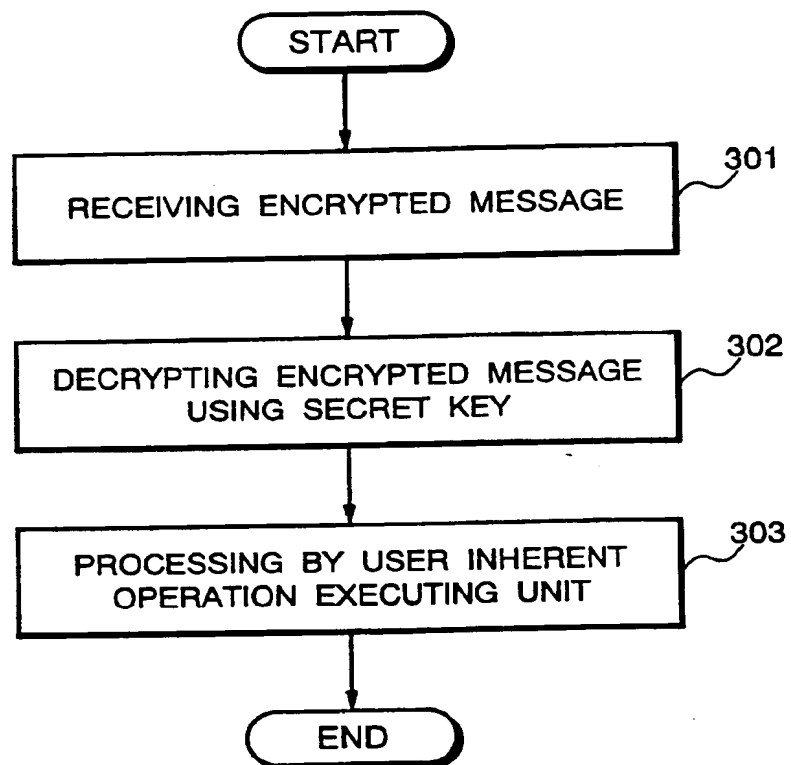 START
RECEIVING ENCRYPTED MESSAGE
301
DECRYPTING ENCRYPTED MESSAGE
USING SECRET KEY
302
PROCESSING BY USER INHERENT
OPERATION EXECUTING UNIT
303
END